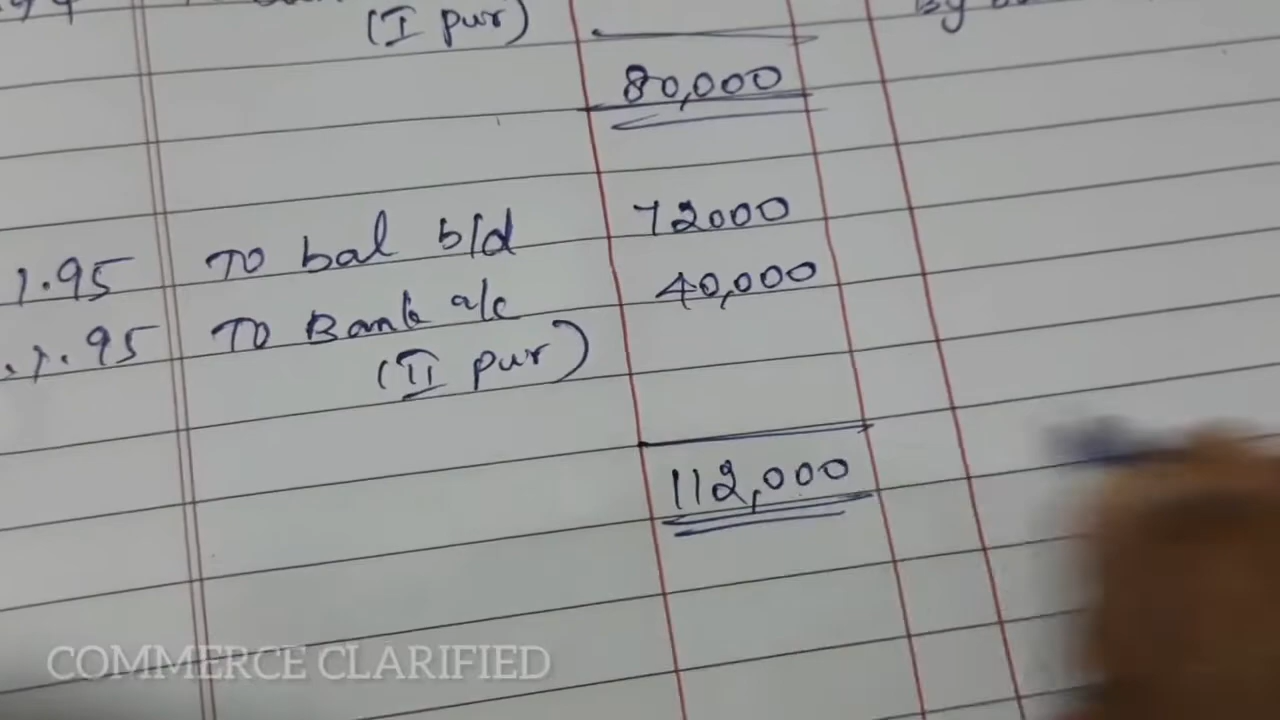 (I pur)
By
80,000
1.95 TO bal b/d 72000
.1.95 TO Bank a/c 40,000
(II pur)
112,000
COMMERCE CLARIFIED